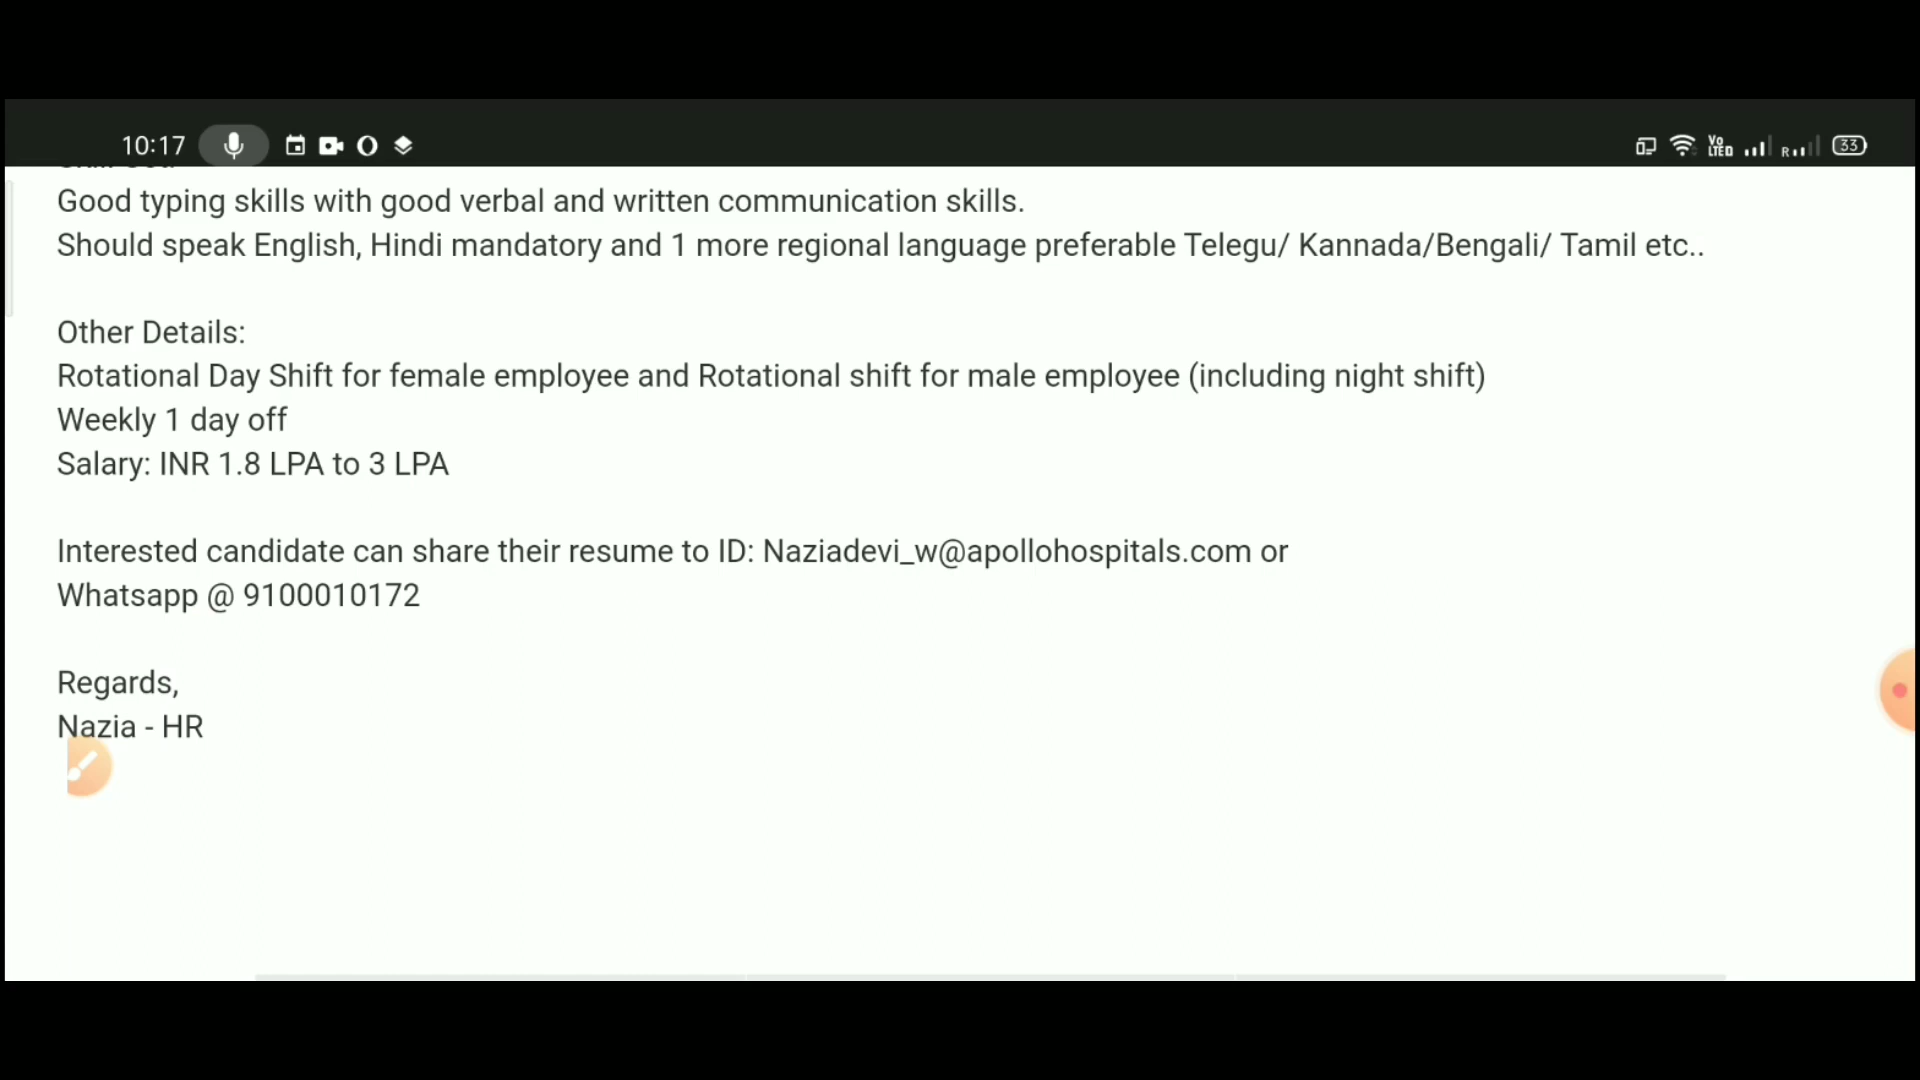 10:17
Vo
LTED
R
33
Good typing skills with good verbal and written communication skills.
Should speak English, Hindi mandatory and 1 more regional language preferable Telegu/ Kannada/Bengali/ Tamil etc..
Other Details:
Rotational Day Shift for female employee and Rotational shift for male employee (including night shift)
Weekly 1 day off
Salary: INR 1.8 LPA to 3 LPA
Interested candidate can share their resume to ID: Naziadevi_w@apollohospitals.com or
Whatsapp @ 9100010172
Regards,
Nazia - HR